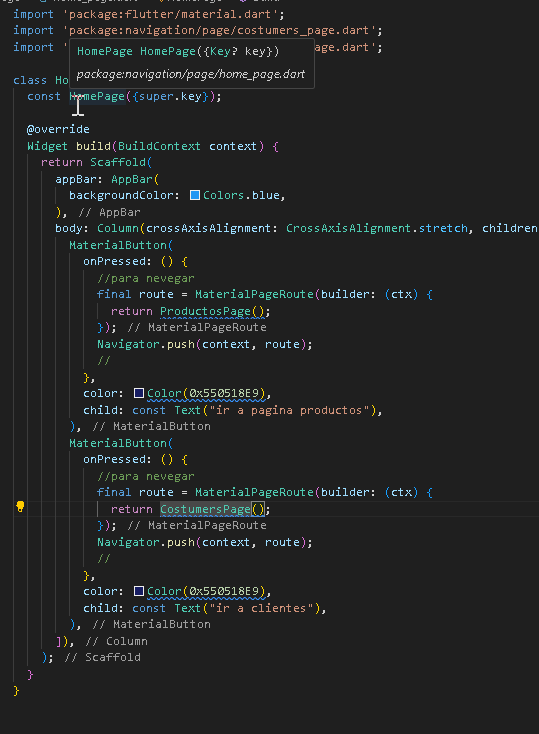 import 'package:flutter/material.dart';
import 'package:navigation/page/costumers_page.dart';
import '
page.dart';
HomePage HomePage({Key? key})
package:navigation/page/home_page.dart
class Ho
const HomePage({super.key});
@override
Widget build(BuildContext context) {
return Scaffold(
appBar: AppBar(
backgroundColor: Colors.blue,
), // AppBar
body: Column(crossAxisAlignment: CrossAxisAlignment.stretch, children
MaterialButton(
onPressed: () {
//para nevegar
final route = MaterialPageRoute(builder: (ctx) {
return ProductosPage();
}); // MaterialPageRoute
Navigator.push(context, route);
//
},
color: Color(0x550518E9),
child: const Text("ir a pagina productos"),
), // MaterialButton
MaterialButton(
onPressed: () {
//para nevegar
final route = MaterialPageRoute(builder: (ctx) {
return CostumersPage();
}); // MaterialPageRoute
Navigator.push(context, route);
//
},
color: Color(0x550518E9),
child: const Text("ir a clientes"),
), // MaterialButton
]), // Column
); // Scaffold
}
}